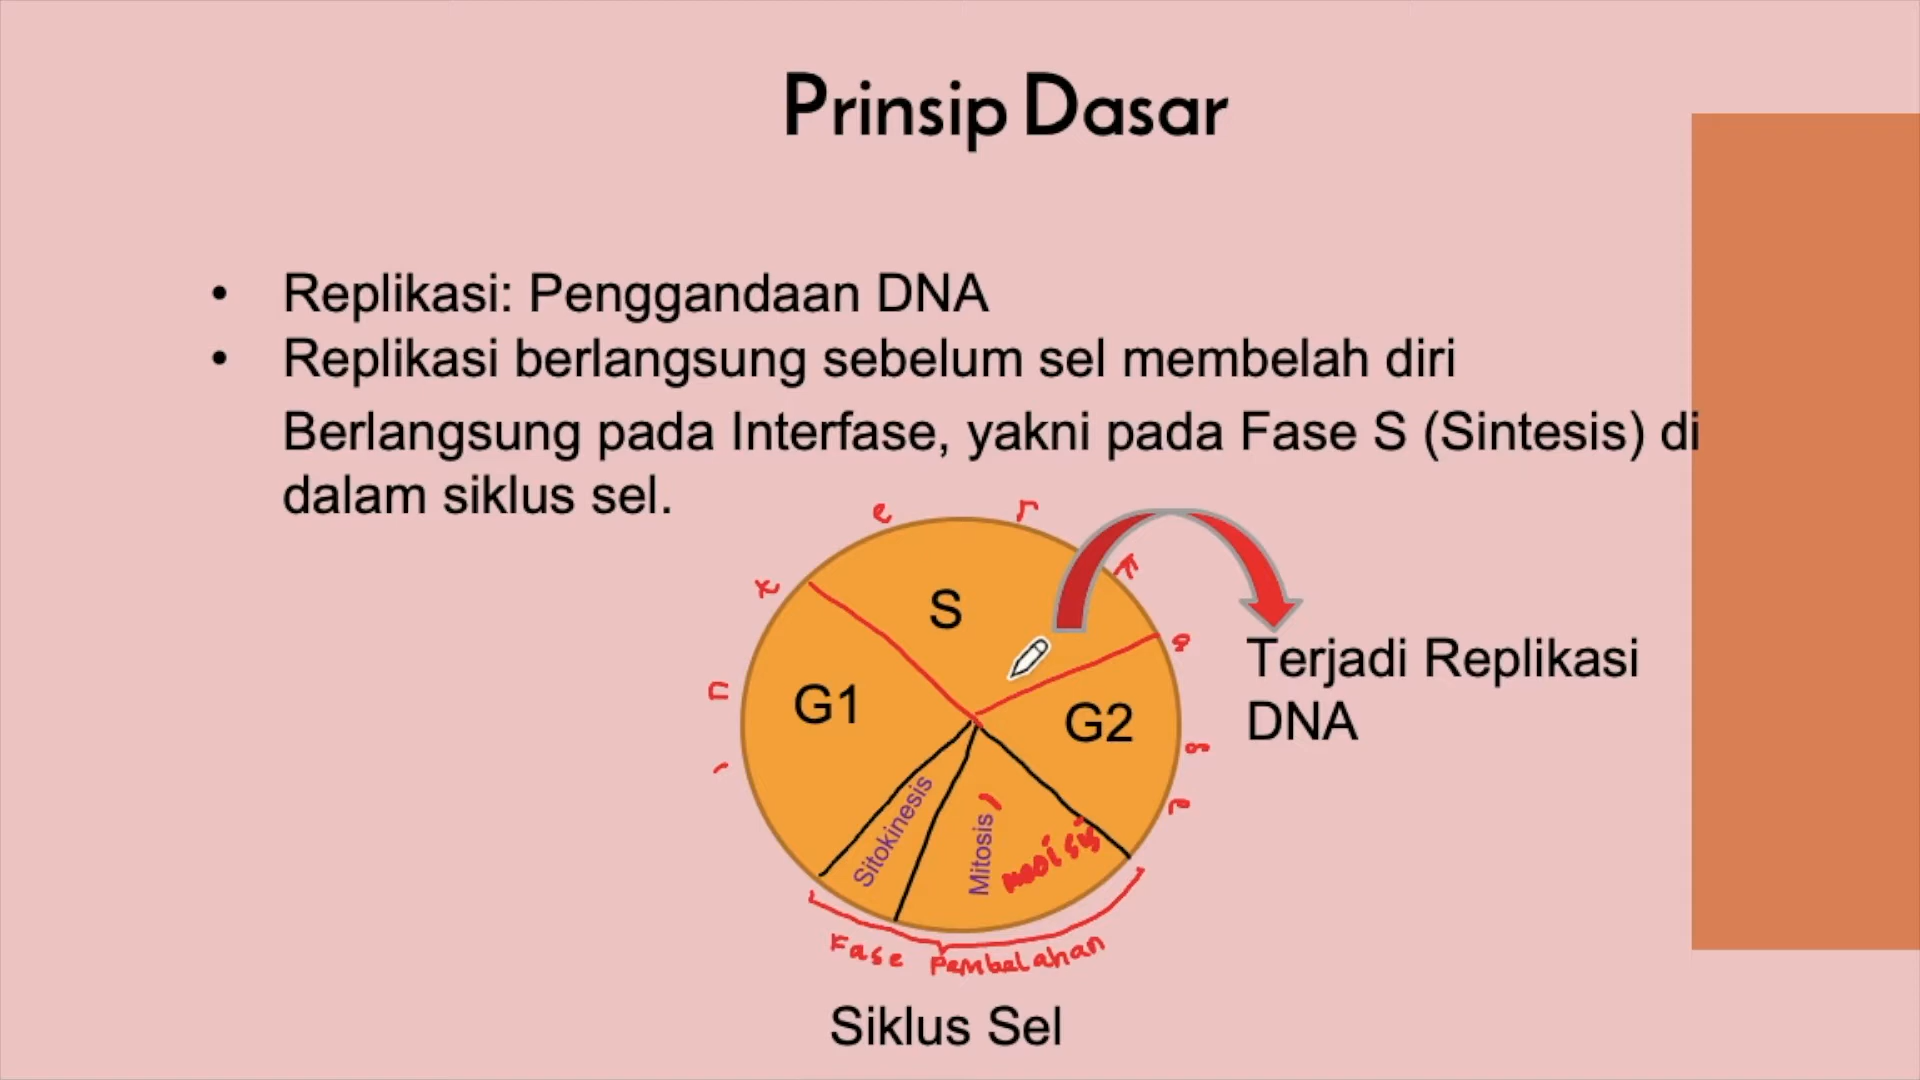 Prinsip Dasar
• Replikasi: Penggandaan DNA
• Replikasi berlangsung sebelum sel membelah diri
Berlangsung pada Interfase, yakni pada Fase S (Sintesis) di
dalam siklus sel.
S
G1
G2
Terjadi Replikasi
DNA
Sitokinesis
Mitosis,
Fase Pembelahan
Siklus Sel